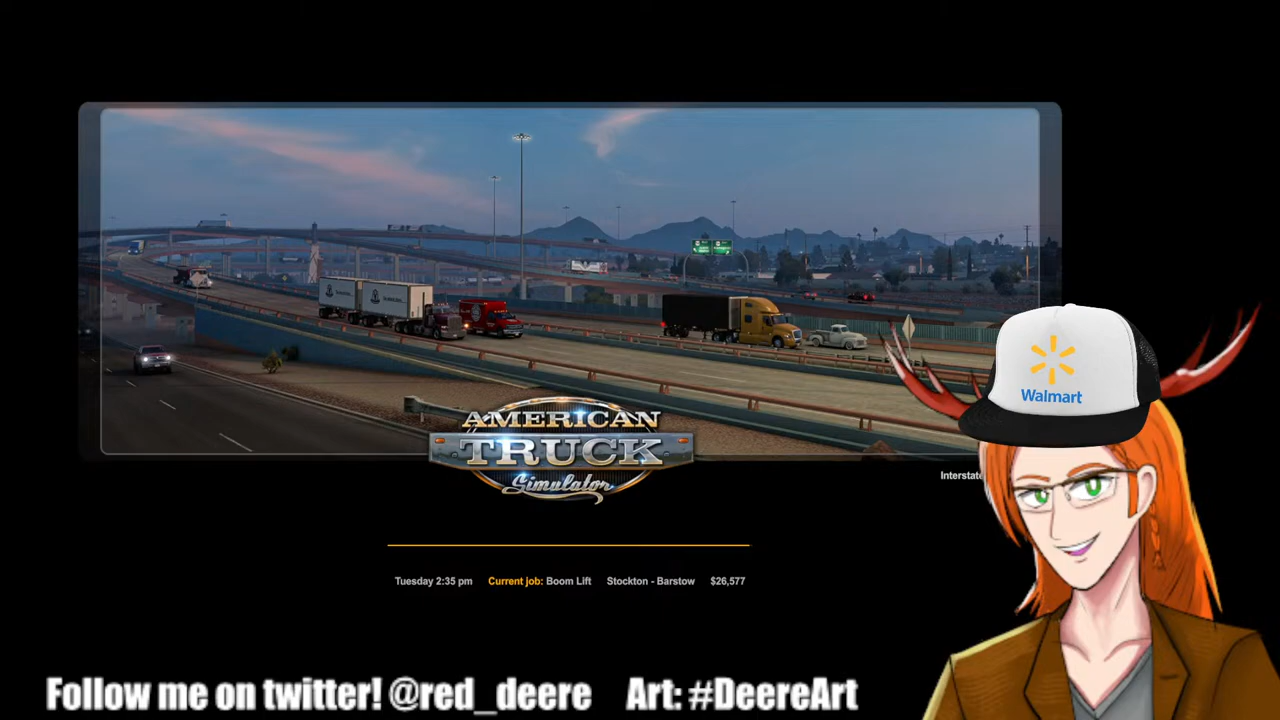 AMERICAN
TRUCK
Simulator
Walmart
Interstate
Tuesday 2:35 pm Current job: Boom Lift Stockton - Barstow $26,577
Follow me on twitter! @red_deere Art: #DeereArt